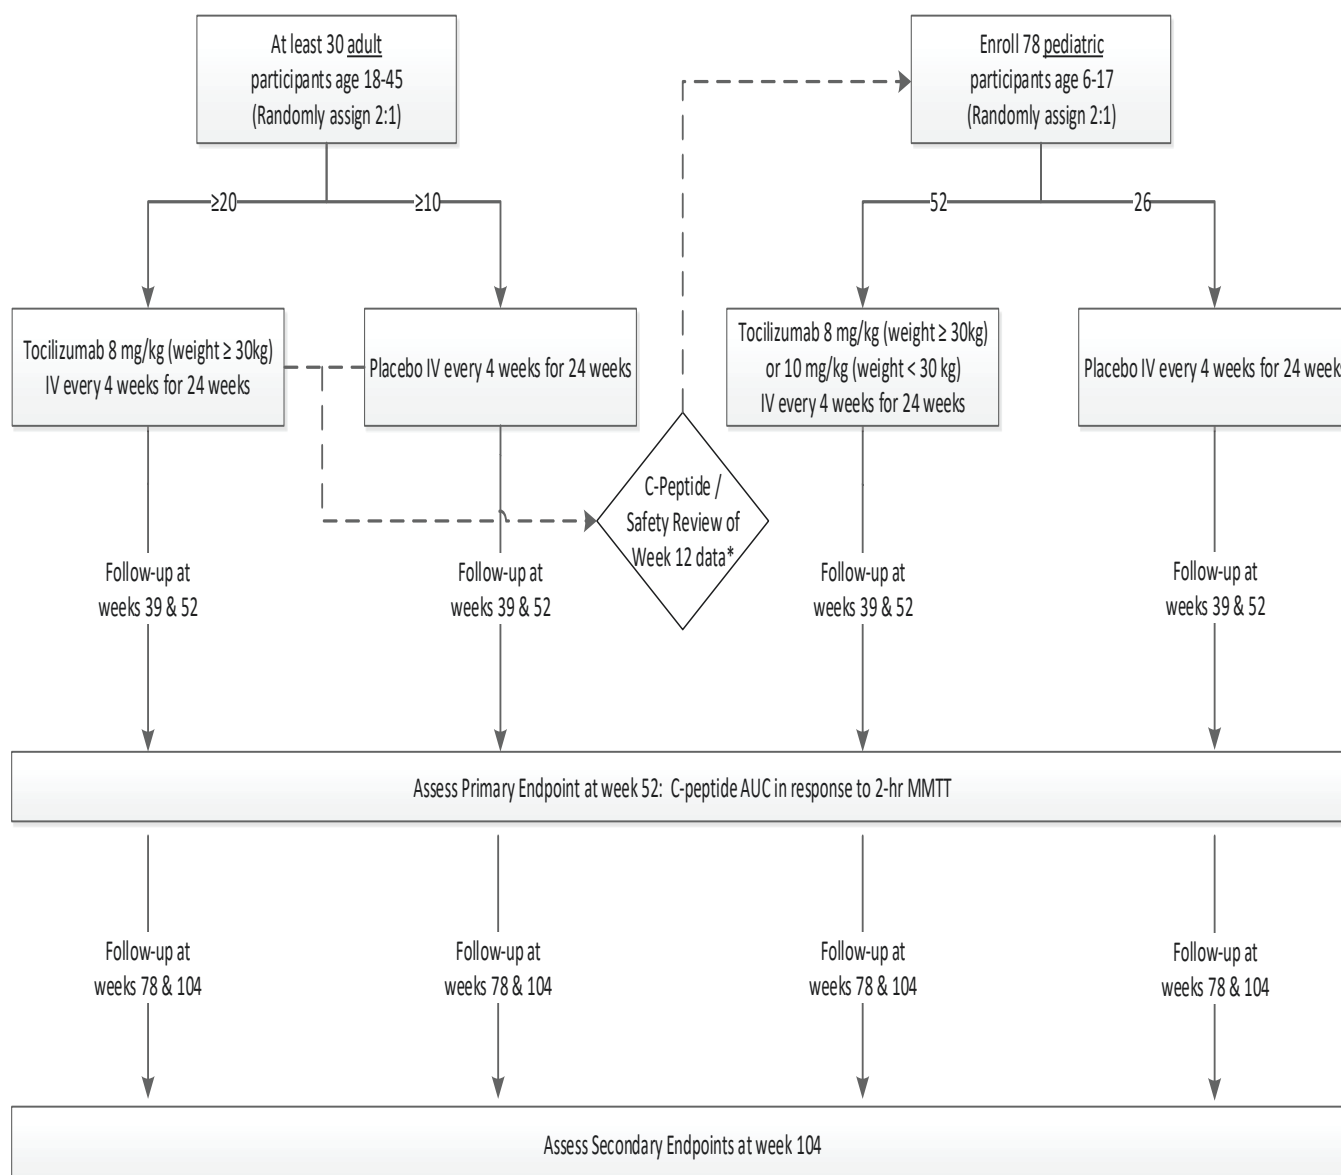 At least 30 adult
participants age 18-45
(Randomly assign 2:1)
Enroll 78 pediatric
participants age 6-17
(Randomly assign 2:1)
≥20
≥10
52
26
Tocilizumab 8 mg/kg (weight ≥ 30kg)
IV every 4 weeks for 24 weeks
Placebo IV every 4 weeks for 24 weeks
Tocilizumab 8 mg/kg (weight ≥ 30kg)
or 10 mg/kg (weight < 30 kg)
IV every 4 weeks for 24 weeks
Placebo IV every 4 weeks for 24 weeks
C-Peptide /
Safety Review of
Week 12 data*
Follow-up at
weeks 39 & 52
Follow-up at
weeks 39 & 52
Follow-up at
weeks 39 & 52
Follow-up at
weeks 39 & 52
Assess Primary Endpoint at week 52: C-peptide AUC in response to 2-hr MMTT
Follow-up at
weeks 78 & 104
Follow-up at
weeks 78 & 104
Follow-up at
weeks 78 & 104
Follow-up at
weeks 78 & 104
Assess Secondary Endpoints at week 104